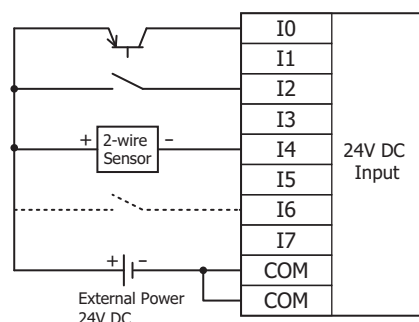 I0
I1
I2
I3
+ 2-wire −
Sensor
I4
24V DC
Input
I5
I6
I7
+ −
COM
COM
External Power
24V DC